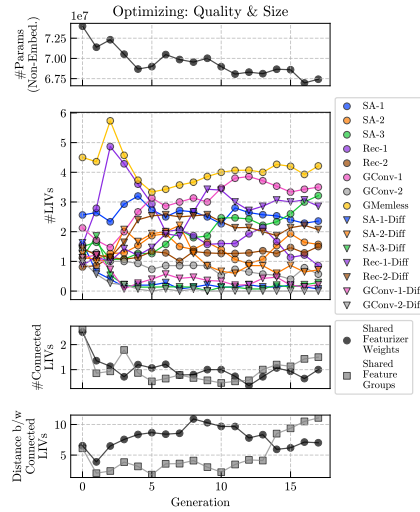 Optimizing: Quality & Size
1e7
#Params
(Non-Embed.)
7.25
7.00
6.75
#LIVs
6
5
4
3
2
1
0
SA-1
SA-2
SA-3
Rec-1
Rec-2
GConv-1
GConv-2
GMemless
SA-1-Diff
SA-2-Diff
SA-3-Diff
Rec-1-Diff
Rec-2-Diff
GConv-1-Dif
GConv-2-Dif
#Connected
LIVs
2
1
Shared
Featurizer
Weights
Shared
Feature
Groups
Distance b/w
Connected
LIVs
10
5
0
5
10
15
Generation